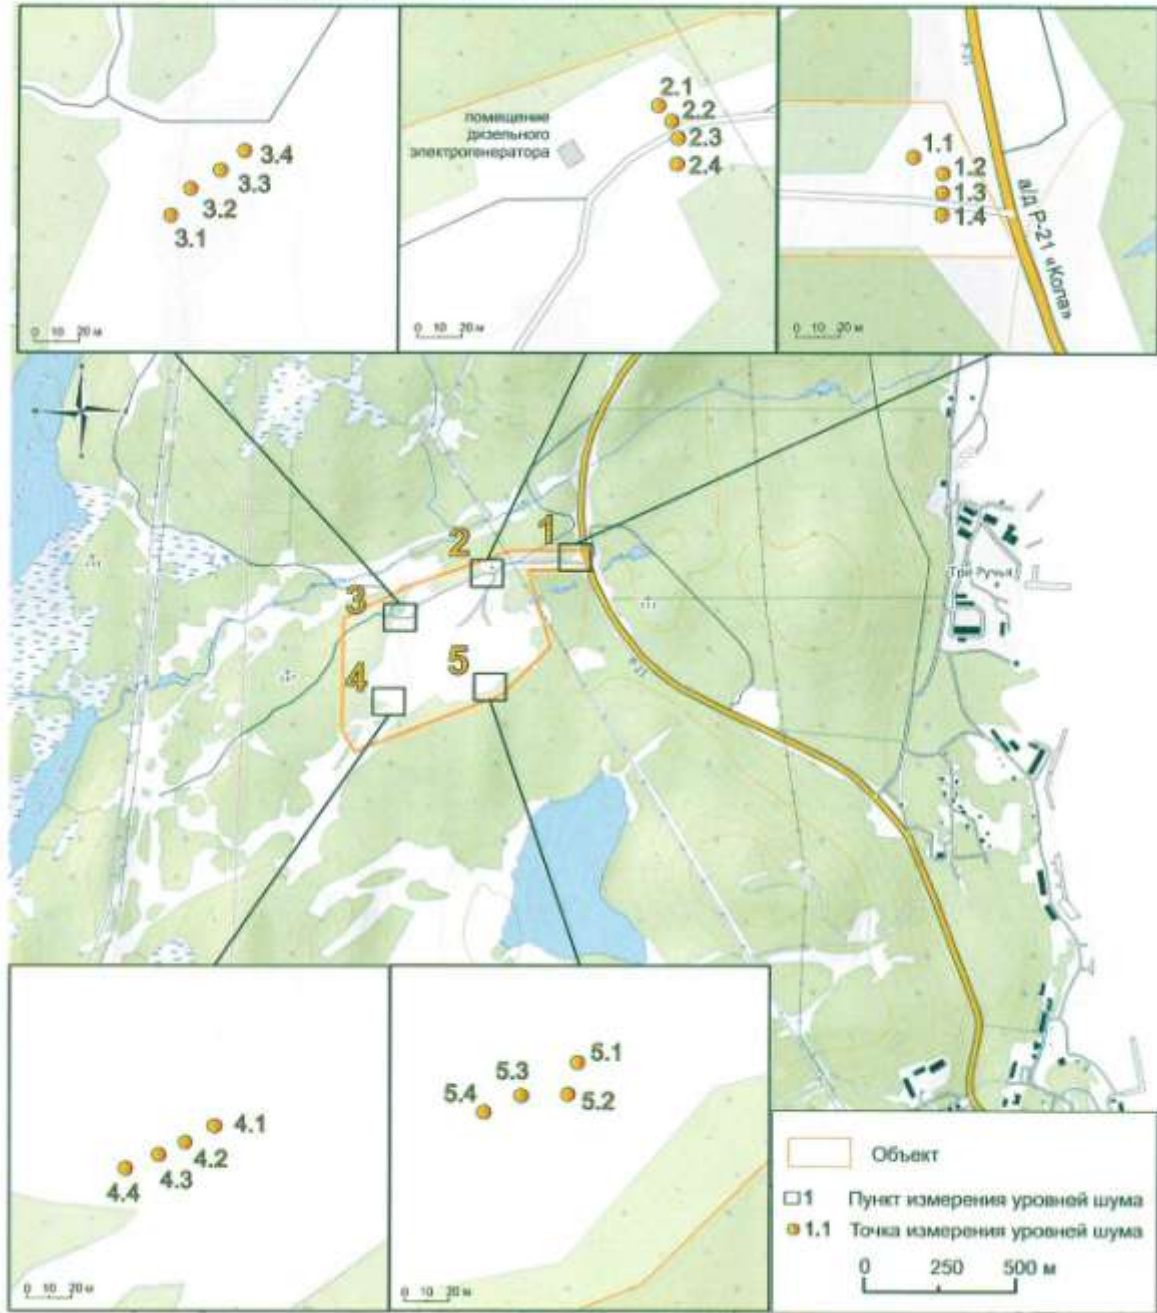 3.4
3.3
3.2
3.1
0 10 20 м
2.1
2.2
2.3
2.4
помещение
дизельного
электрогенератора
0 10 20 м
Р-21
1.1
1.2
1.3
1.4
а/д Р-21 «Кола»
0 10 20 м
1
2
3
4
5
Р-21
Три Ручья
4.1
4.2
4.3
4.4
0 10 20 м
5.1
5.3
5.4
5.2
0 10 20 м
Объект
1 Пункт измерения уровней шума
1.1 Точка измерения уровней шума
0 250 500 м